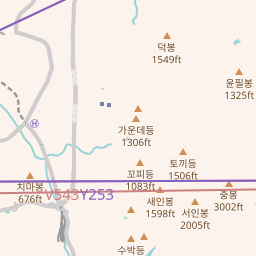 덕봉
1549ft
윤필봉
1325ft
가운데등
1306ft
토끼등
1506ft
꼬피등
1083ft
치마봉
676ft
V543
Y253
중봉
3002ft
새인봉
1598ft
서인봉
2005ft
수박등